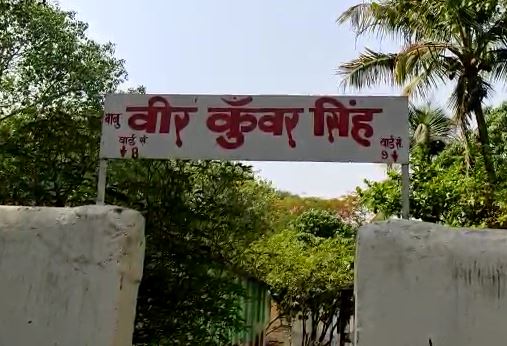 बाबु वीर कुँवर सिंह
वार्ड सं. 8
वार्ड सं. 9